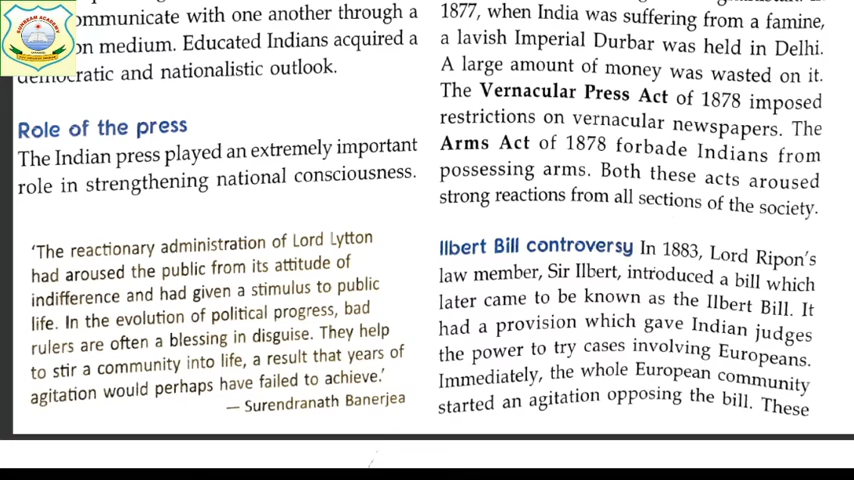 ommunicate with one another through a
on medium. Educated Indians acquired a
democratic and nationalistic outlook.
Role of the press
The Indian press played an extremely important
role in strengthening national consciousness.
'The reactionary administration of Lord Lytton
had aroused the public from its attitude of
indifference and had given a stimulus to public
life. In the evolution of political progress, bad
rulers are often a blessing in disguise. They help
to stir a community into life, a result that years of
agitation would perhaps have failed to achieve.'
— Surendranath Banerjea
1877, when India was suffering from a famine,
a lavish Imperial Durbar was held in Delhi.
A large amount of money was wasted on it.
The Vernacular Press Act of 1878 imposed
restrictions on vernacular newspapers. The
Arms Act of 1878 forbade Indians from
possessing arms. Both these acts aroused
strong reactions from all sections of the society.
Ilbert Bill controversy In 1883, Lord Ripon's
law member, Sir Ilbert, introduced a bill which
later came to be known as the Ilbert Bill. It
had a provision which gave Indian judges
the power to try cases involving Europeans.
Immediately, the whole European community
started an agitation opposing the bill. These
SUNBEAM ACADEMY